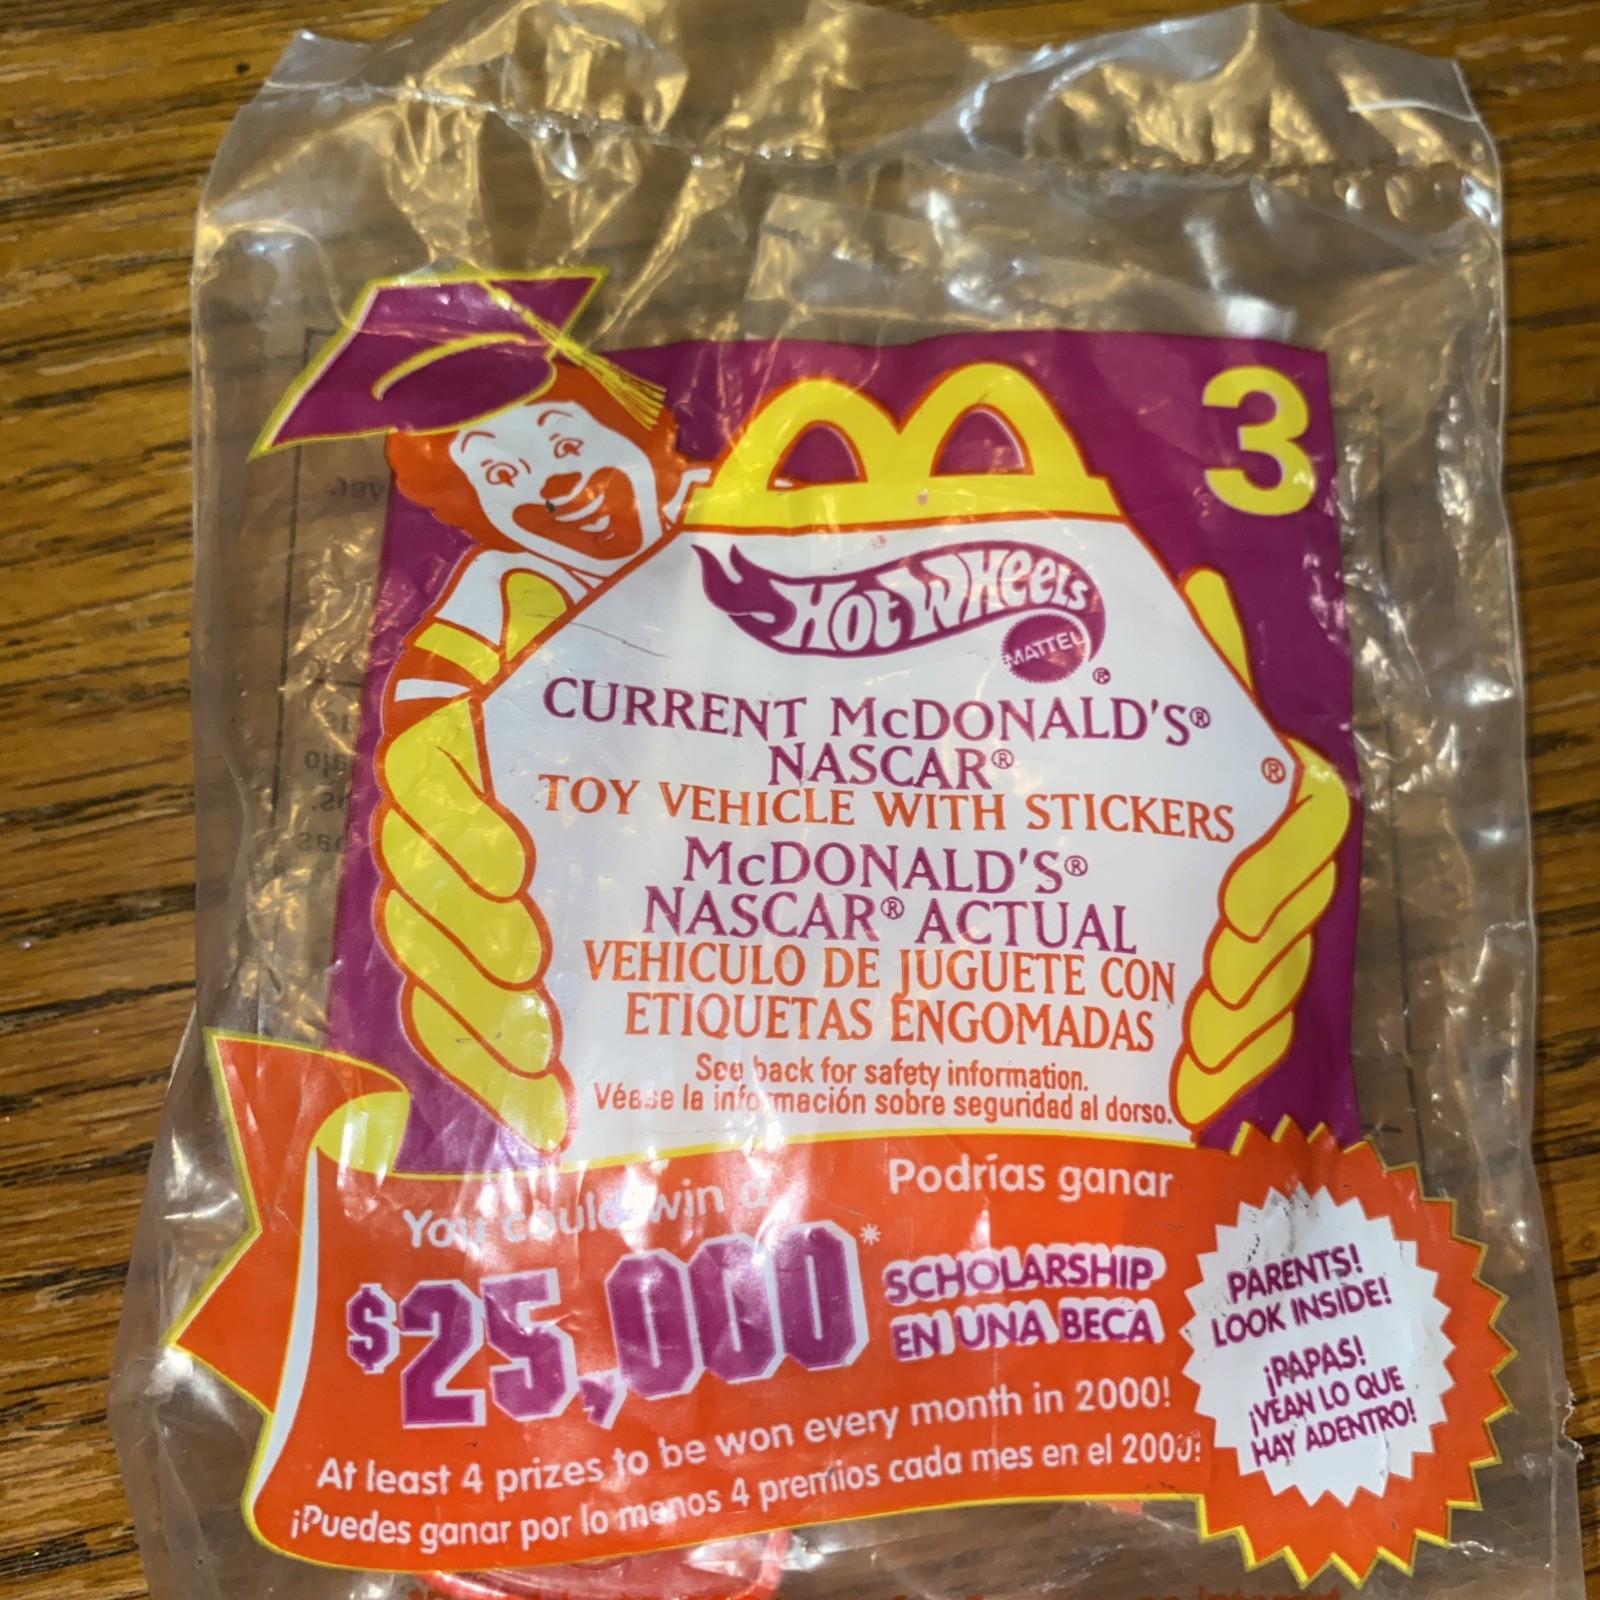 3
HOT WHEELS
MATTEL®
CURRENT McDONALD'S®
NASCAR®
TOY VEHICLE WITH STICKERS
McDONALD'S®
NASCAR® ACTUAL
VEHICULO DE JUGUETE CON
ETIQUETAS ENGOMADAS
®
See back for safety information.
Véase la información sobre seguridad al dorso.
You could win a
Podrías ganar
$25,000*
SCHOLARSHIP
EN UNA BECA
At least 4 prizes to be won every month in 2000!
¡Puedes ganar por lo menos 4 premios cada mes en el 2000!
PARENTS!
LOOK INSIDE!
¡PAPAS!
¡VEAN LO QUE
HAY ADENTRO!